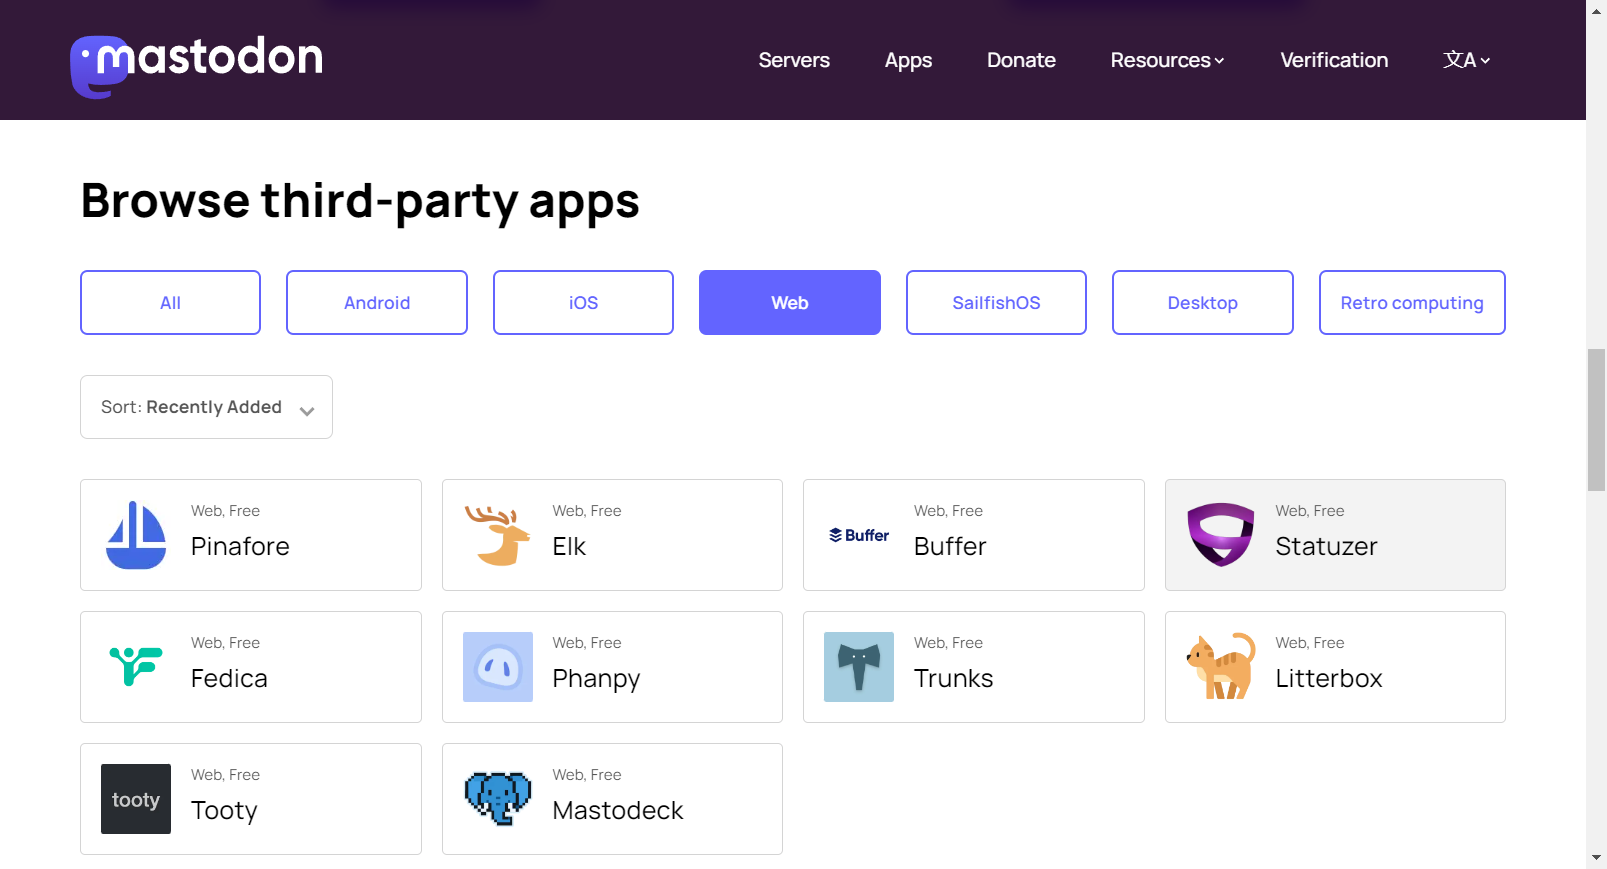 mastodon
Servers
Apps
Donate
Resources
Verification
文A
Browse third-party apps
All
Android
iOS
Web
SailfishOS
Desktop
Retro computing
Sort: Recently Added
Web, Free
Pinafore
Web, Free
Elk
Buffer
Web, Free
Buffer
Web, Free
Statuzer
Web, Free
Fedica
Web, Free
Phanpy
Web, Free
Trunks
Web, Free
Litterbox
tooty
Web, Free
Tooty
Web, Free
Mastodeck